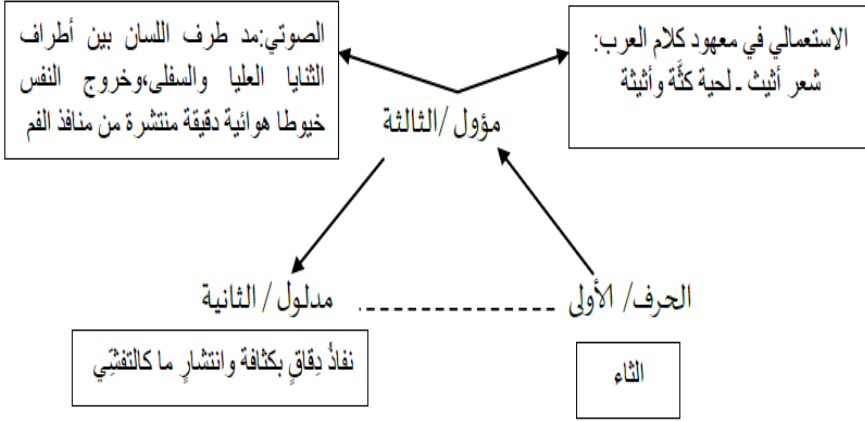 الاستعمالي في معهود كلام العرب:
شعر أثيث ـ لحية كثَّة وأثيثة
الصوتي:مد طرف اللسان بين أطراف
الثنايا العليا والسفلى،وخروج النفس
خيوطا هوائية دقيقة منتشرة من منافذ الفم
مؤول /الثالثة
الحرف/ الأولى
مدلول / الثانية
الثاء
نفاذُ دِقاقٍ بكثافة وانتشارٍ ما كالتفشّي